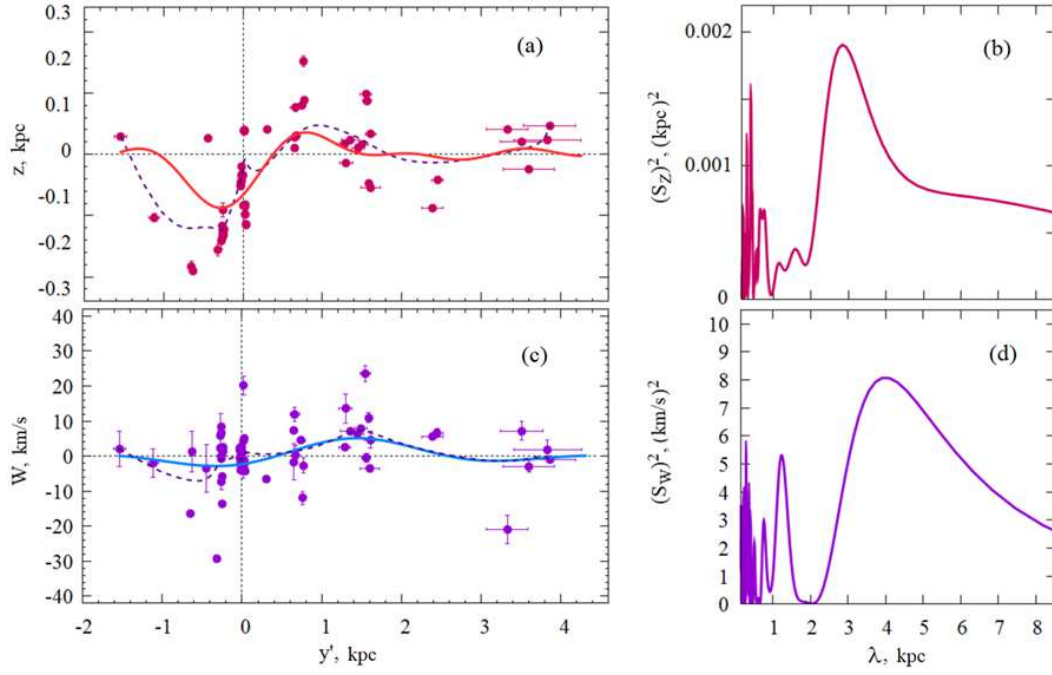 0.3
0.2
0.1
0
-0.1
-0.2
-0.3
z, kpc
(a)
0.002
0.001
0
(S_Z)², (kpc)²
(b)
40
30
20
10
0
-10
-20
-30
-40
W, km/s
(c)
-2 -1 0 1 2 3 4
y', kpc
10
9
8
7
6
5
4
3
2
1
0
(S_W)², (km/s)²
(d)
1 2 3 4 5 6 7 8
λ, kpc